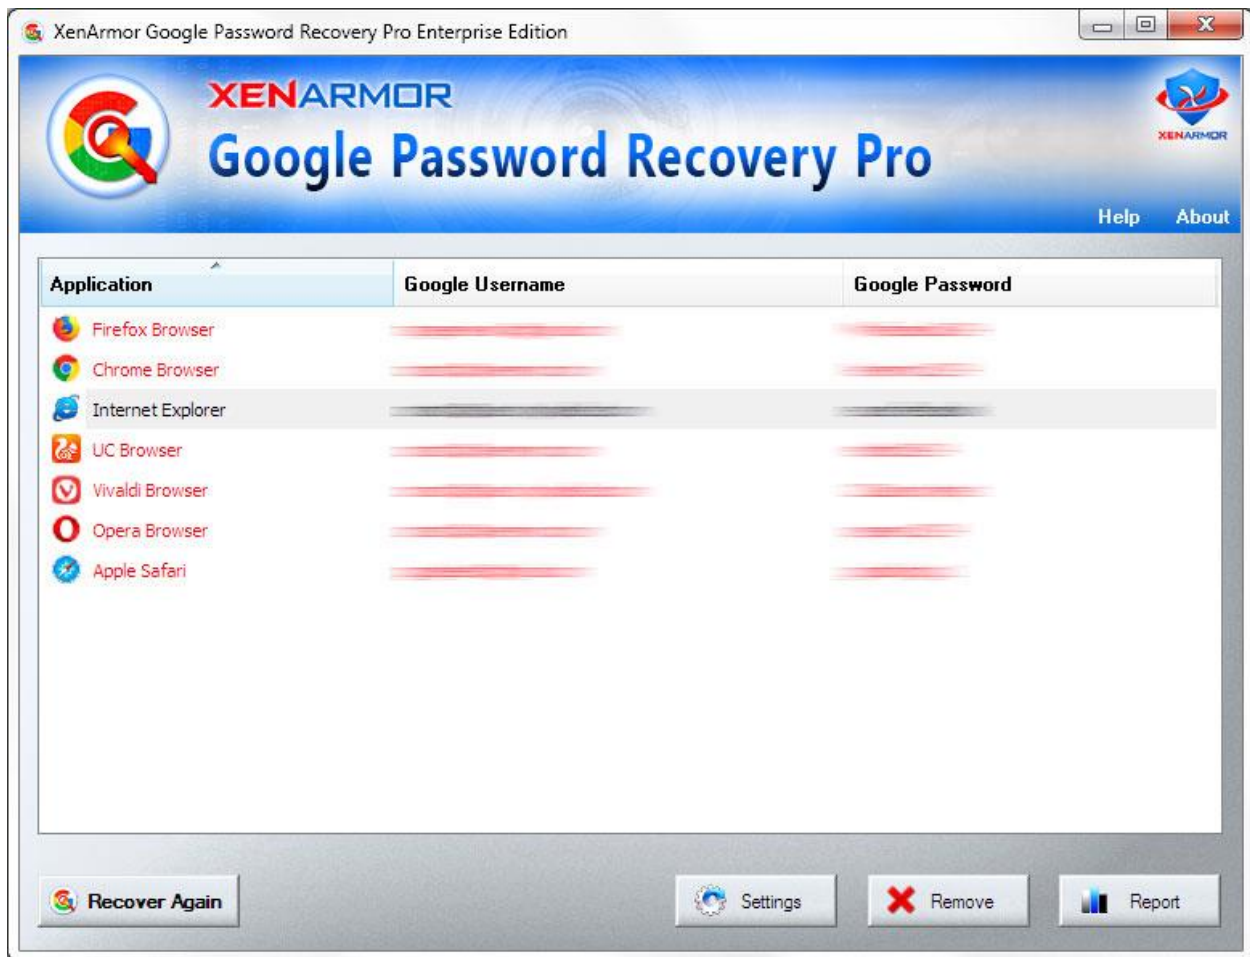 XenArmor Google Password Recovery Pro Enterprise Edition
XENARMOR
Google Password Recovery Pro
XENARMOR
Help About
Application Google Username Google Password
Firefox Browser
Chrome Browser
Internet Explorer
UC Browser
Vivaldi Browser
Opera Browser
Apple Safari
Recover Again Settings Remove Report